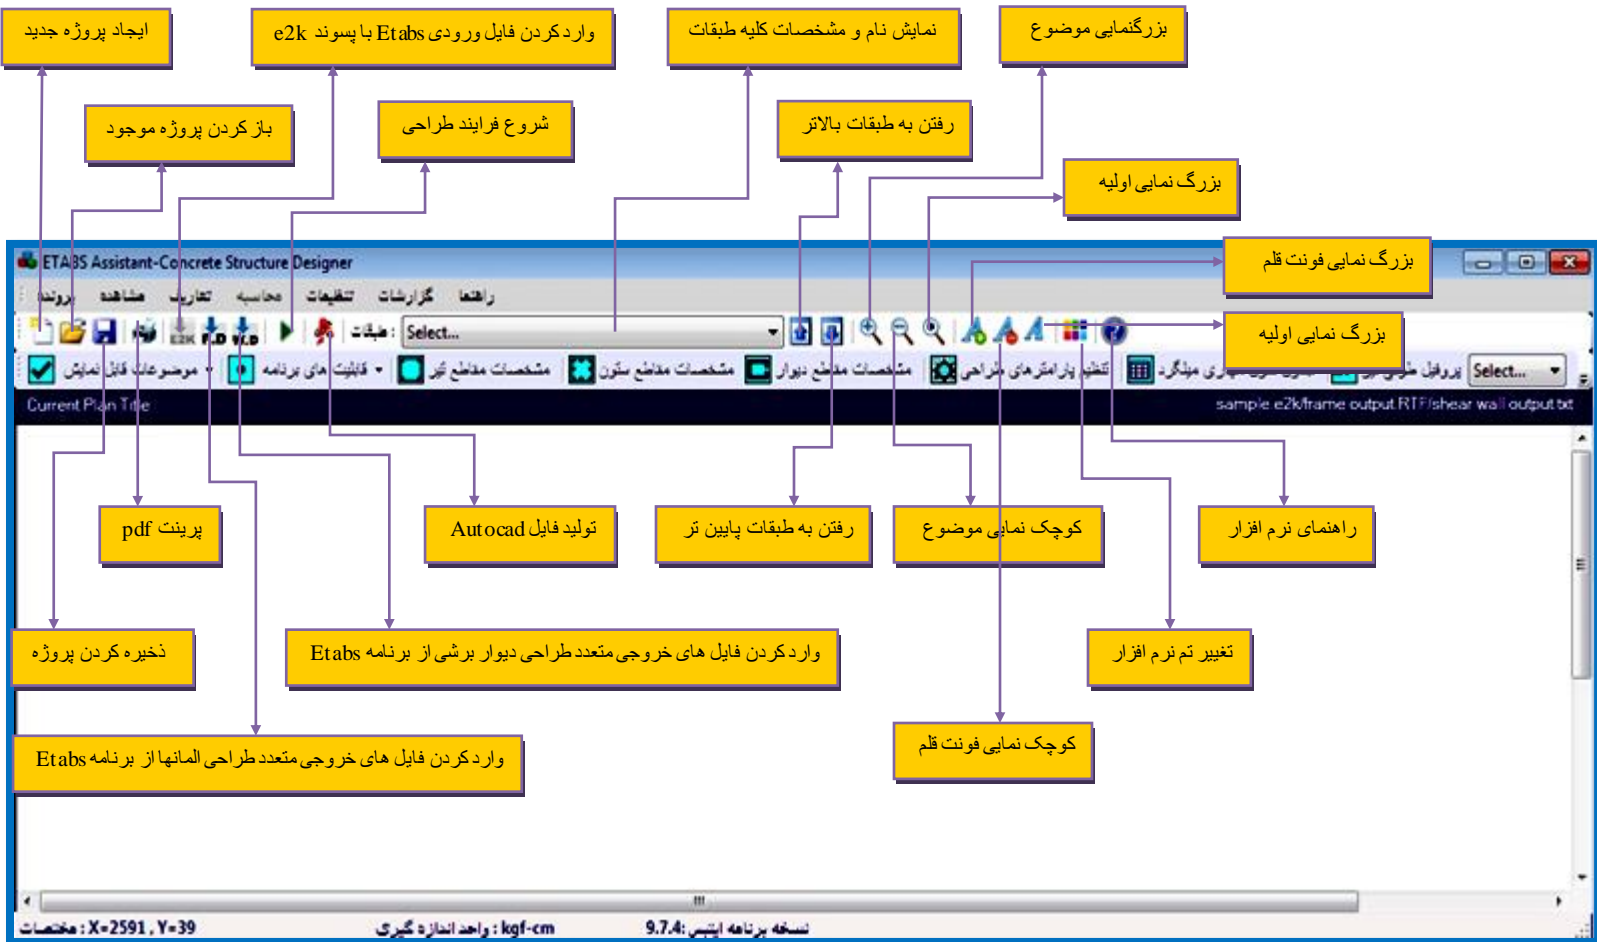 ایجاد پروژه جدید
وارد کردن فایل ورودی Etabs با پسوند e2k
نمایش نام و مشخصات کلیه طبقات
بزرگنمایی موضوع
باز کردن پروژه موجود
شروع فرایند طراحی
رفتن به طبقات بالاتر
بزرگ نمایی اولیه
بزرگ نمایی فونت قلم
ETABS Assistant-Concrete Structure Designer
پرونده مشاهده تعاریف محاسبه تنظیمات گزارشات راهنما
بزرگ نمایی اولیه
E2K F.D W.D
طبقات : Select...
موضوعات قابل نمایش
قابلیت های برنامه
مشخصات مقاطع تیر
مشخصات مقاطع ستون
مشخصات مقاطع دیوار
تنظیم پارامترهای طراحی
میلگرد
پروفیل
Select...
Current Plan Title
sample.e2k/frame output.RTF/shear wall output.txt
پرینت pdf
تولید فایل Autocad
رفتن به طبقات پایین تر
کوچک نمایی موضوع
راهنمای نرم افزار
ذخیره کردن پروژه
وارد کردن فایل های خروجی متعدد طراحی دیوار برشی از برنامه Etabs
تغییر تم نرم افزار
وارد کردن فایل های خروجی متعدد طراحی المانها از برنامه Etabs
کوچک نمایی فونت قلم
مختصات : X=2591 , Y=39
واحد اندازه گیری : kgf-cm
نسخه برنامه ایتبس :9.7.4